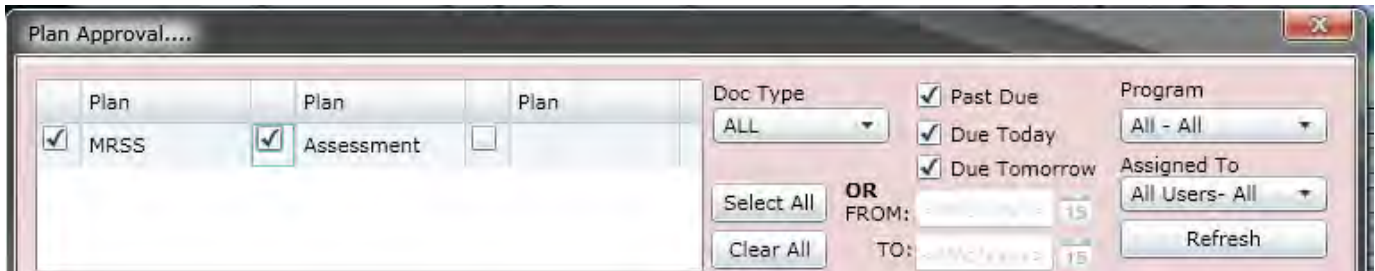 Plan Approval....
Plan Plan Plan
MRSS Assessment
Doc Type
ALL
Select All
Clear All
Past Due
Due Today
Due Tomorrow
OR
FROM: 15
TO: 15
Program
All - All
Assigned To
All Users- All
Refresh